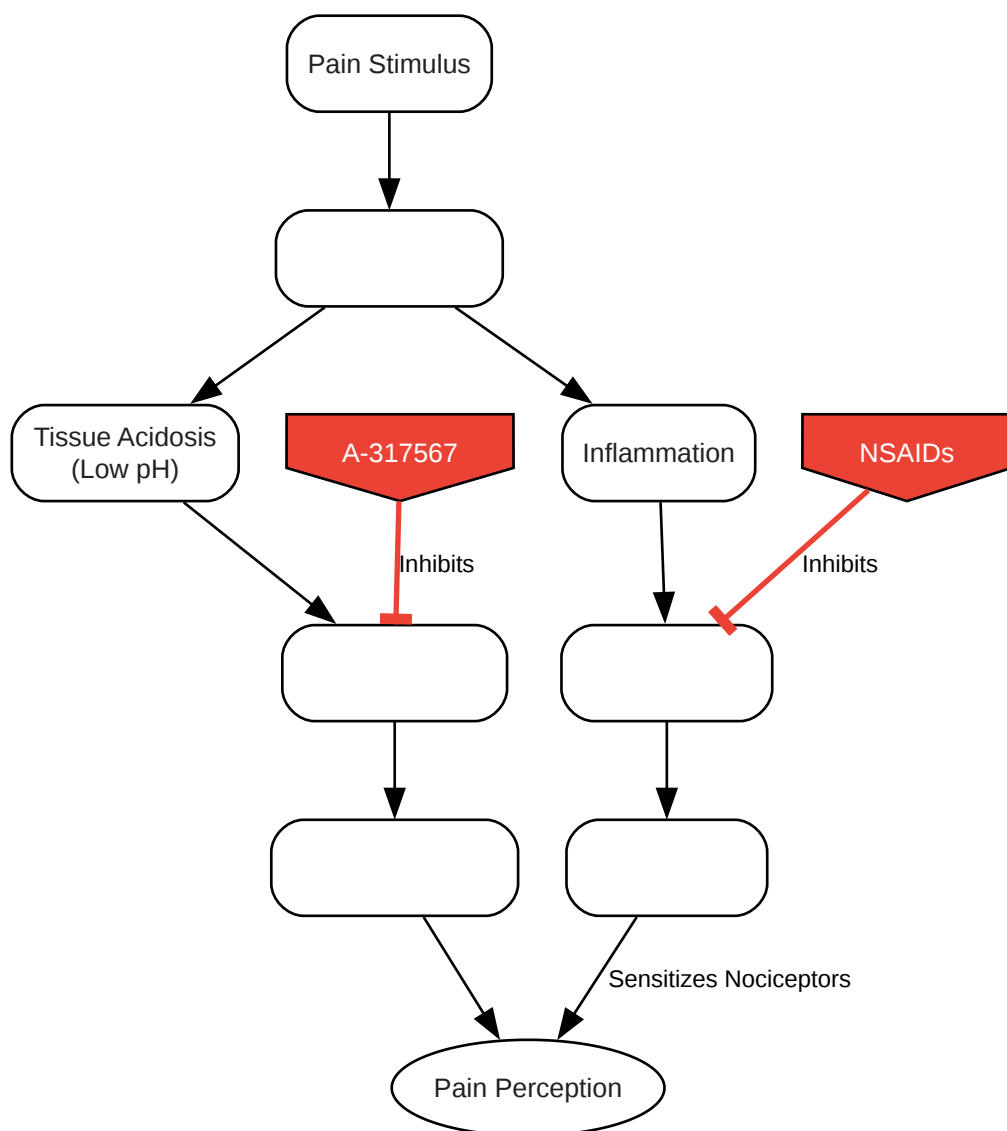 Pain Stimulus
Tissue Acidosis
(Low pH)
A-317567
Inflammation
NSAIDs
Inhibits
Inhibits
Sensitizes Nociceptors
Pain Perception